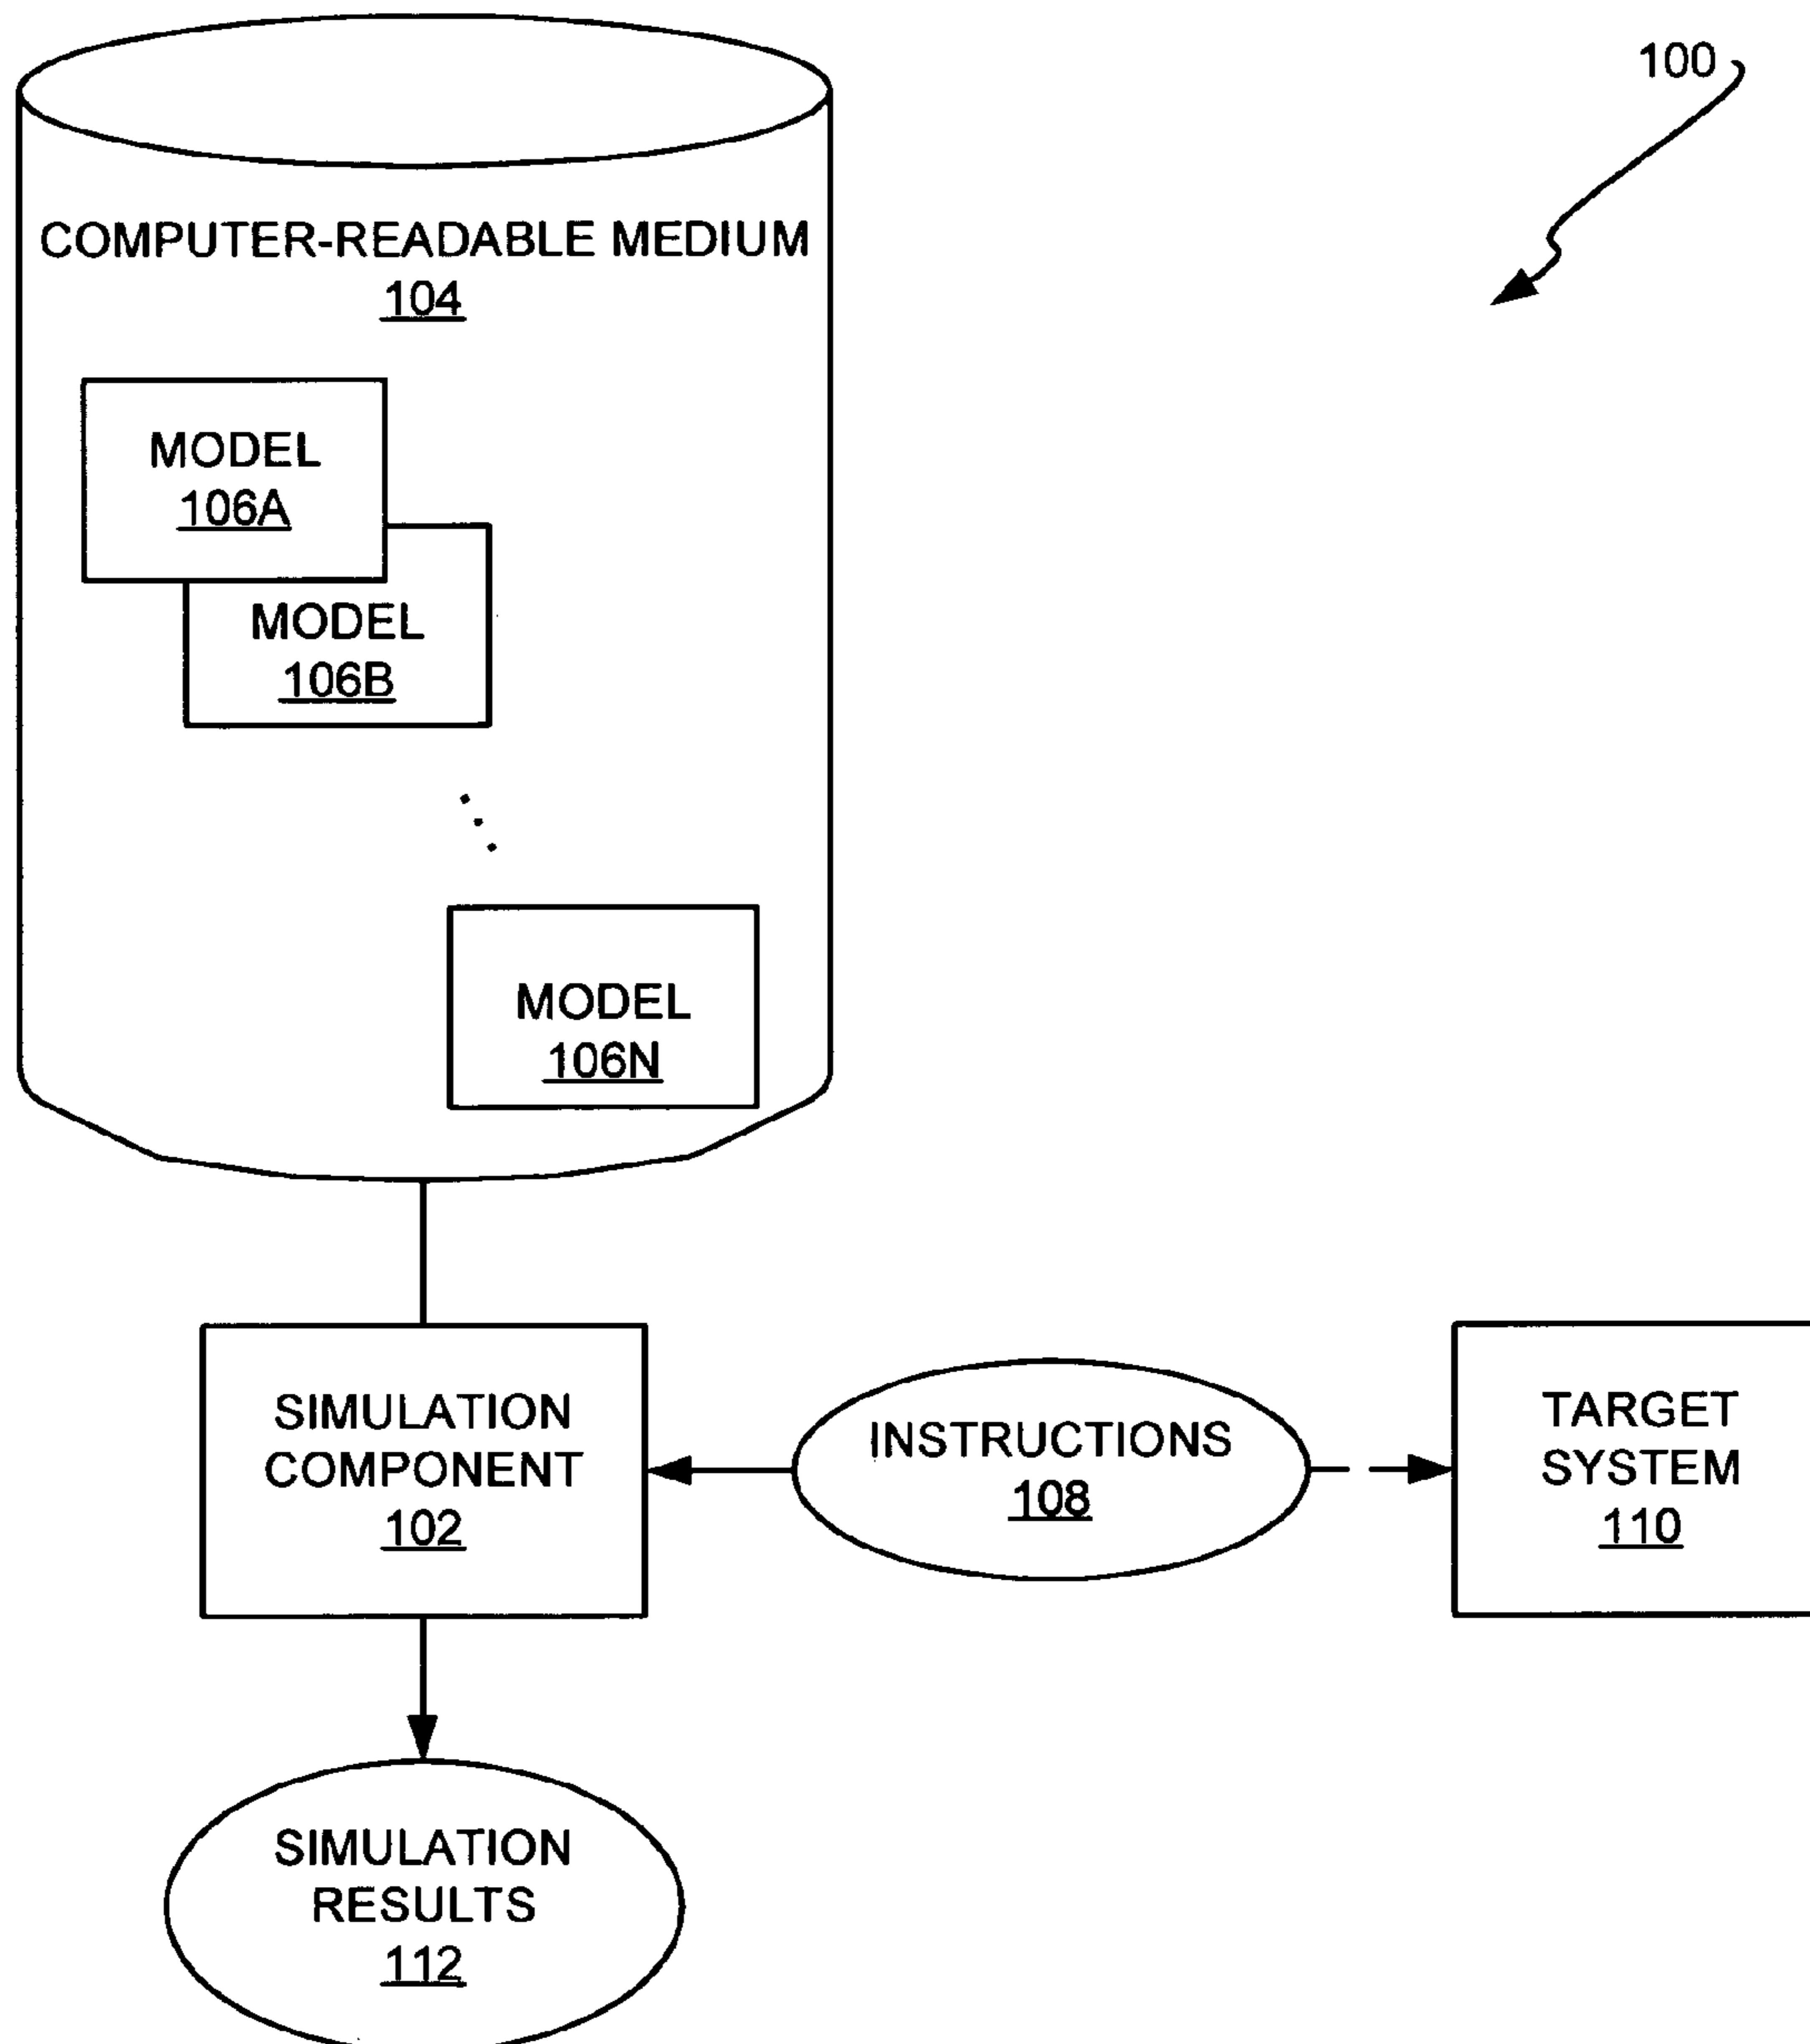 100
COMPUTER-READABLE MEDIUM
104
MODEL
106A
MODEL
106B
MODEL
106N
SIMULATION
COMPONENT
102
INSTRUCTIONS
108
TARGET
SYSTEM
110
SIMULATION
RESULTS
112